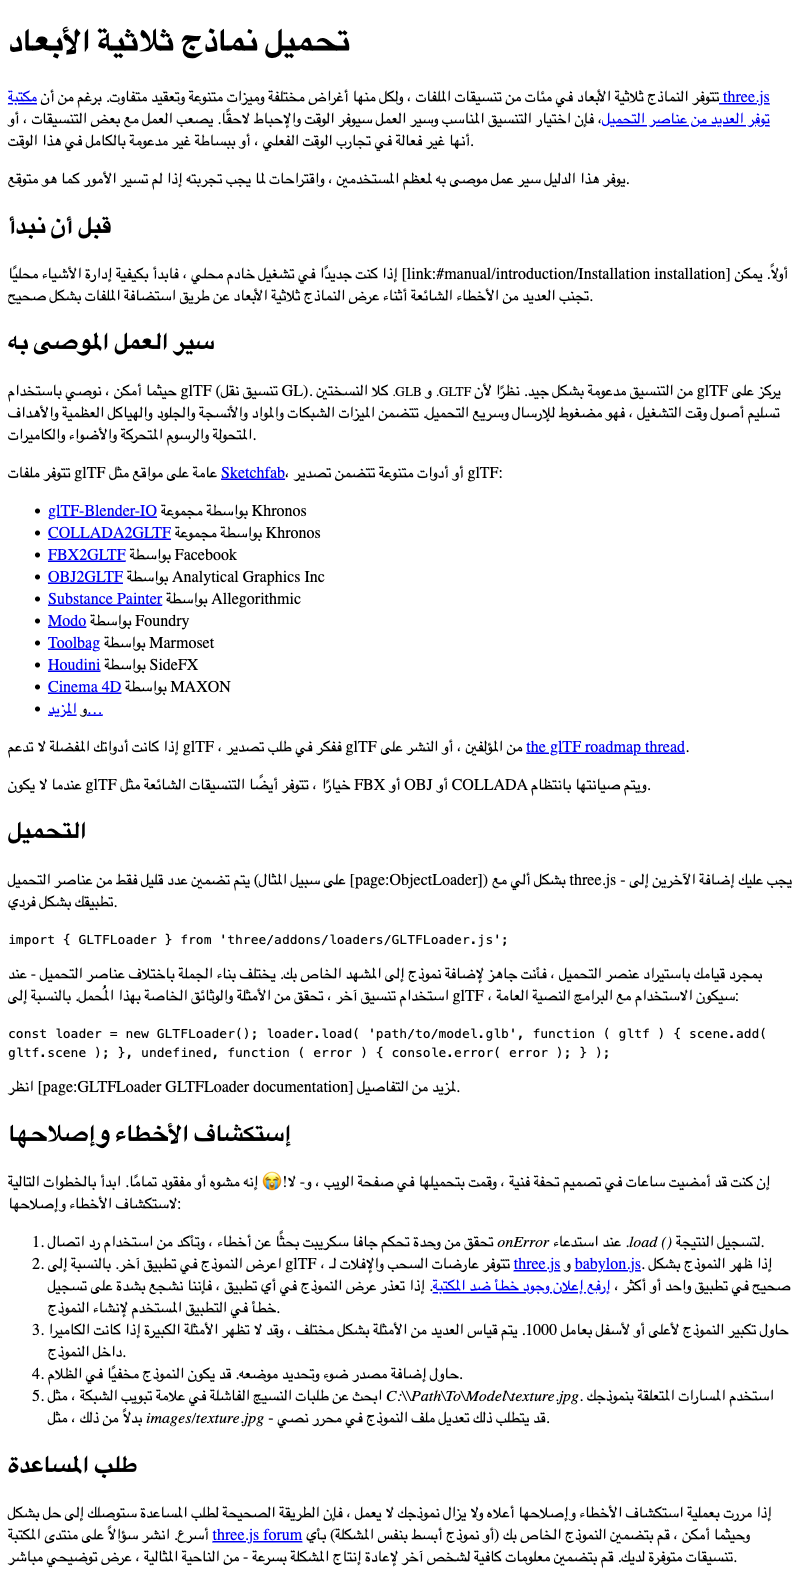 تحميل نماذج ثلاثية الأبعاد
تتوفر النماذج ثلاثية الأبعاد في مئات من تنسيقات الملفات ، ولكل منها أغراض مختلفة وميزات متنوعة وتعقيد متفاوت. برغم من أن مكتبة three.js
توفر العديد من عناصر التحميل، فإن اختيار التنسيق المناسب وسير العمل سيوفر الوقت والإحباط لاحقًا. يصعب العمل مع بعض التنسيقات ، أو
أنها غير فعالة في تجارب الوقت الفعلي ، أو ببساطة غير مدعومة بالكامل في هذا الوقت.
يوفر هذا الدليل سير عمل موصى به لمعظم المستخدمين ، واقتراحات لما يجب تجربته إذا لم تسير الأمور كما هو متوقع.
قبل أن نبدأ
إذا كنت جديدًا في تشغيل خادم محلي ، فابدأ بكيفية إدارة الأشياء محليًا [link:#manual/introduction/Installation installation] أولاً. يمكن
تجنب العديد من الأخطاء الشائعة أثناء عرض النماذج ثلاثية الأبعاد عن طريق استضافة الملفات بشكل صحيح.
سير العمل الموصى به
حيثما أمكن ، نوصي باستخدام glTF (تنسيق نقل GL). كلا النسختين .GLB و .GLTF من التنسيق مدعومة بشكل جيد. نظرًا لأن glTF يركز على
تسليم أصول وقت التشغيل ، فهو مضغوط للإرسال وسريع التحميل. تتضمن الميزات الشبكات والمواد والأنسجة والجلود والهياكل العظمية والأهداف
المتحولة والرسوم المتحركة والأضواء والكاميرات.
تتوفر ملفات glTF عامة على مواقع مثل Sketchfab، أو أدوات متنوعة تتضمن تصدير glTF:
• glTF-Blender-IO بواسطة مجموعة Khronos
• COLLADA2GLTF بواسطة مجموعة Khronos
• FBX2GLTF بواسطة Facebook
• OBJ2GLTF بواسطة Analytical Graphics Inc
• Substance Painter بواسطة Allegorithmic
• Modo بواسطة Foundry
• Toolbag بواسطة Marmoset
• Houdini بواسطة SideFX
• Cinema 4D بواسطة MAXON
• و المزيد…
إذا كانت أدواتك المفضلة لا تدعم glTF ، ففكر في طلب تصدير glTF من المؤلفين ، أو النشر على the glTF roadmap thread.
عندما لا يكون glTF خيارًا ، تتوفر أيضًا التنسيقات الشائعة مثل FBX أو OBJ أو COLLADA ويتم صيانتها بانتظام.
التحميل
يتم تضمين عدد قليل فقط من عناصر التحميل (على سبيل المثال [page:ObjectLoader]) بشكل ألي مع three.js - يجب عليك إضافة الآخرين إلى
تطبيقك بشكل فردي.
import { GLTFLoader } from 'three/addons/loaders/GLTFLoader.js';
بمجرد قيامك باستيراد عنصر التحميل ، فأنت جاهز لإضافة نموذج إلى المشهد الخاص بك. يختلف بناء الجملة باختلاف عناصر التحميل - عند
استخدام تنسيق آخر ، تحقق من الأمثلة والوثائق الخاصة بهذا المُحمل. بالنسبة إلى glTF ، سيكون الاستخدام مع البرامج النصية العامة:
const loader = new GLTFLoader(); loader.load( 'path/to/model.glb', function ( gltf ) { scene.add(
gltf.scene ); }, undefined, function ( error ) { console.error( error ); } );
انظر [page:GLTFLoader GLTFLoader documentation] لمزيد من التفاصيل.
إستكشاف الأخطاء وإصلاحها
إن كنت قد أمضيت ساعات في تصميم تحفة فنية ، وقمت بتحميلها في صفحة الويب ، و- لا! 😭 إنه مشوه أو مفقود تمامًا. ابدأ بالخطوات التالية
لاستكشاف الأخطاء وإصلاحها:
1. تحقق من وحدة تحكم جافا سكريبت بحثًا عن أخطاء ، وتأكد من استخدام رد اتصال onError عند استدعاء .load () لتسجيل النتيجة.
2. اعرض النموذج في تطبيق آخر. بالنسبة إلى glTF ، تتوفر عارضات السحب والإفلات لـ three.js و babylon.js. إذا ظهر النموذج بشكل
صحيح في تطبيق واحد أو أكثر ، إرفع إعلان وجود خطأ ضد المكتبة. إذا تعذر عرض النموذج في أي تطبيق ، فإننا نشجع بشدة على تسجيل
خطأ في التطبيق المستخدم لإنشاء النموذج.
3. حاول تكبير النموذج لأعلى أو لأسفل بعامل 1000. يتم قياس العديد من الأمثلة بشكل مختلف ، وقد لا تظهر الأمثلة الكبيرة إذا كانت الكاميرا
داخل النموذج.
4. حاول إضافة مصدر ضوء وتحديد موضعه. قد يكون النموذج مخفيًا في الظلام.
5. ابحث عن طلبات النسيج الفاشلة في علامة تبويب الشبكة ، مثل C:\\Path\To\Model\texture.jpg. استخدم المسارات المتعلقة بنموذجك
بدلاً من ذلك ، مثل images/texture.jpg - قد يتطلب ذلك تعديل ملف النموذج في محرر نصي.
طلب المساعدة
إذا مررت بعملية استكشاف الأخطاء وإصلاحها أعلاه ولا يزال نموذجك لا يعمل ، فإن الطريقة الصحيحة لطلب المساعدة ستوصلك إلى حل بشكل
أسرع. انشر سؤالاً على منتدى المكتبة three.js forum وحيثما أمكن ، قم بتضمين النموذج الخاص بك (أو نموذج أبسط بنفس المشكلة) بأي
تنسيقات متوفرة لديك. قم بتضمين معلومات كافية لشخص آخر لإعادة إنتاج المشكلة بسرعة - من الناحية المثالية ، عرض توضيحي مباشر.